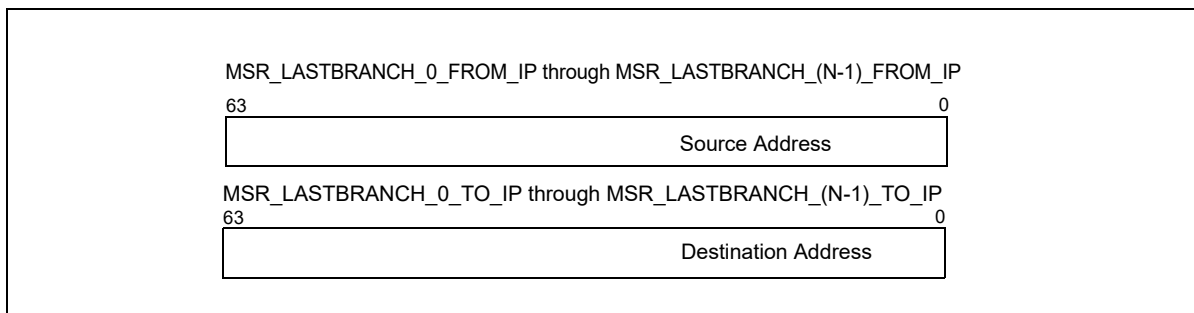 MSR_LASTBRANCH_0_FROM_IP through MSR_LASTBRANCH_(N-1)_FROM_IP
63 0
Source Address
MSR_LASTBRANCH_0_TO_IP through MSR_LASTBRANCH_(N-1)_TO_IP
63 0
Destination Address